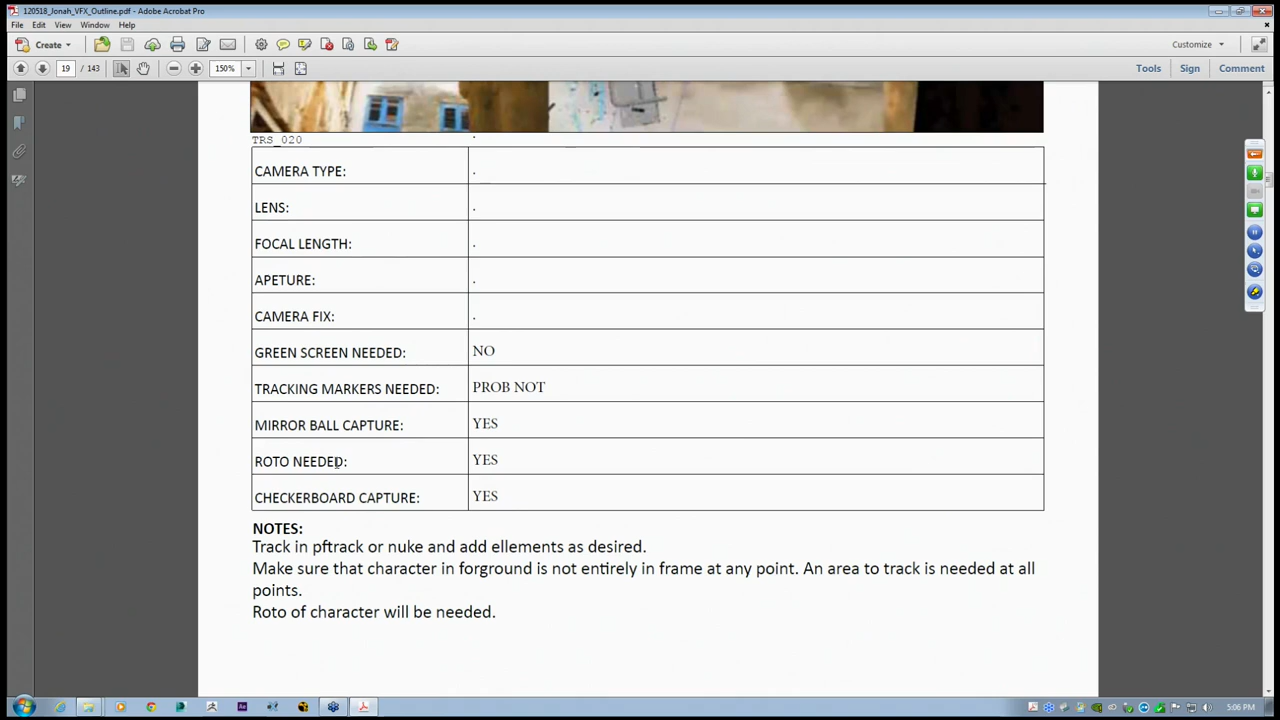 120518_Jonah_VFX_Outline.pdf - Adobe Acrobat Pro
File Edit View Window Help
Create
Customize
19 / 143
150%
Tools Sign Comment
TRS_020
CAMERA TYPE: .
LENS: .
FOCAL LENGTH: .
APETURE: .
CAMERA FIX: .
GREEN SCREEN NEEDED: NO
TRACKING MARKERS NEEDED: PROB NOT
MIRROR BALL CAPTURE: YES
ROTO NEEDED: YES
CHECKERBOARD CAPTURE: YES
NOTES:
Track in pftrack or nuke and add ellements as desired.
Make sure that character in forground is not entirely in frame at any point. An area to track is needed at all
points.
Roto of character will be needed.
Ae
5:06 PM